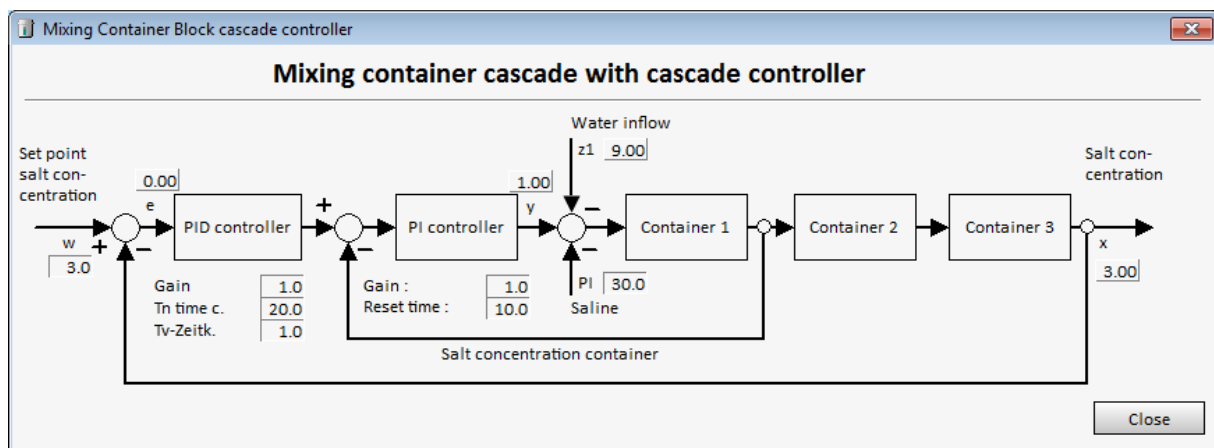 Mixing Container Block cascade controller
Mixing container cascade with cascade controller
Water inflow
z1 9.00
Set point
salt con-
centration
Salt con-
centration
0.00
e
1.00
y
+
−
PID controller
+
−
PI controller
−
−
Container 1
Container 2
Container 3
w
+
−
3.0
x
3.00
PI 30.0
Saline
Gain 1.0
Tn time c. 20.0
Tv-Zeitk. 1.0
Gain : 1.0
Reset time : 10.0
Salt concentration container
Close